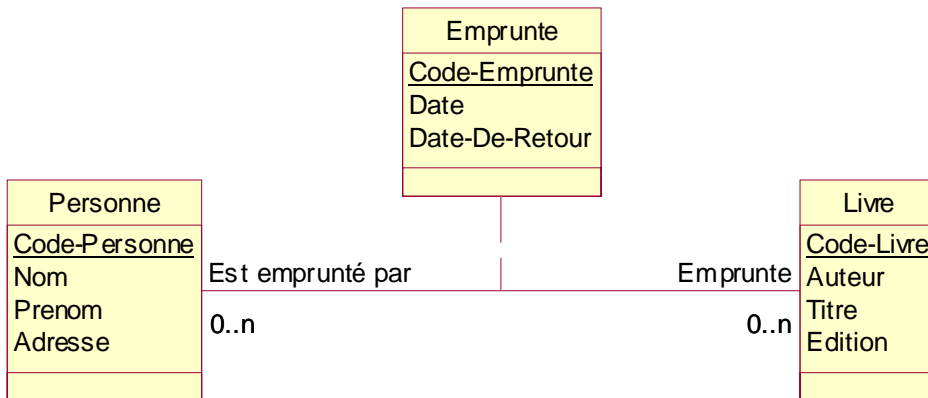 Emprunte
Code-Emprunte
Date
Date-De-Retour
Personne
Code-Personne
Nom
Prenom
Adresse
Est emprunté par
0..n
Emprunte
0..n
Livre
Code-Livre
Auteur
Titre
Edition